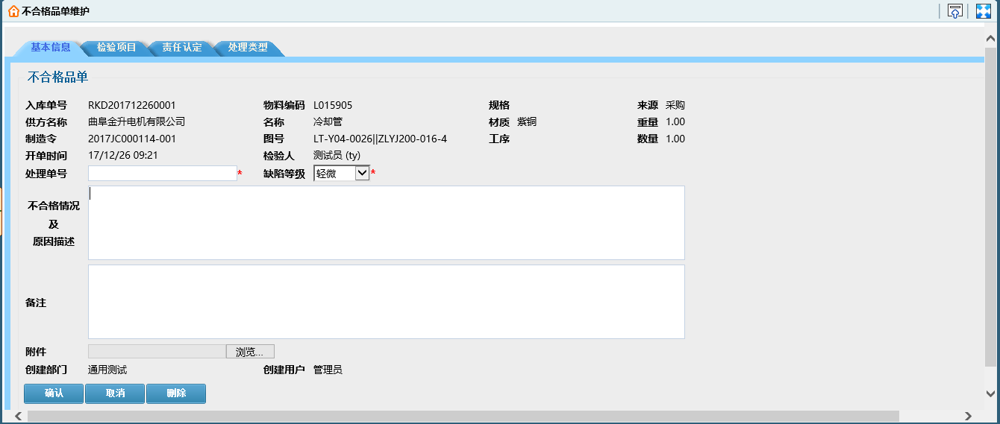 不合格品单维护
基本信息 检验项目 责任认定 处理类型
不合格品单
入库单号 RKD201712260001 物料编码 L015905 规格 来源 采购
供方名称 曲阜金升电机有限公司 名称 冷却管 材质 紫铜 重量 1.00
制造令 2017JC000114-001 图号 LT-Y04-0026||ZLYJ200-016-4 工序 数量 1.00
开单时间 17/12/26 09:21 检验人 测试员 (ty)
处理单号 * 缺陷等级 轻微 *
不合格情况
及
原因描述
备注
附件 浏览...
创建部门 通用测试 创建用户 管理员
确认 取消 删除